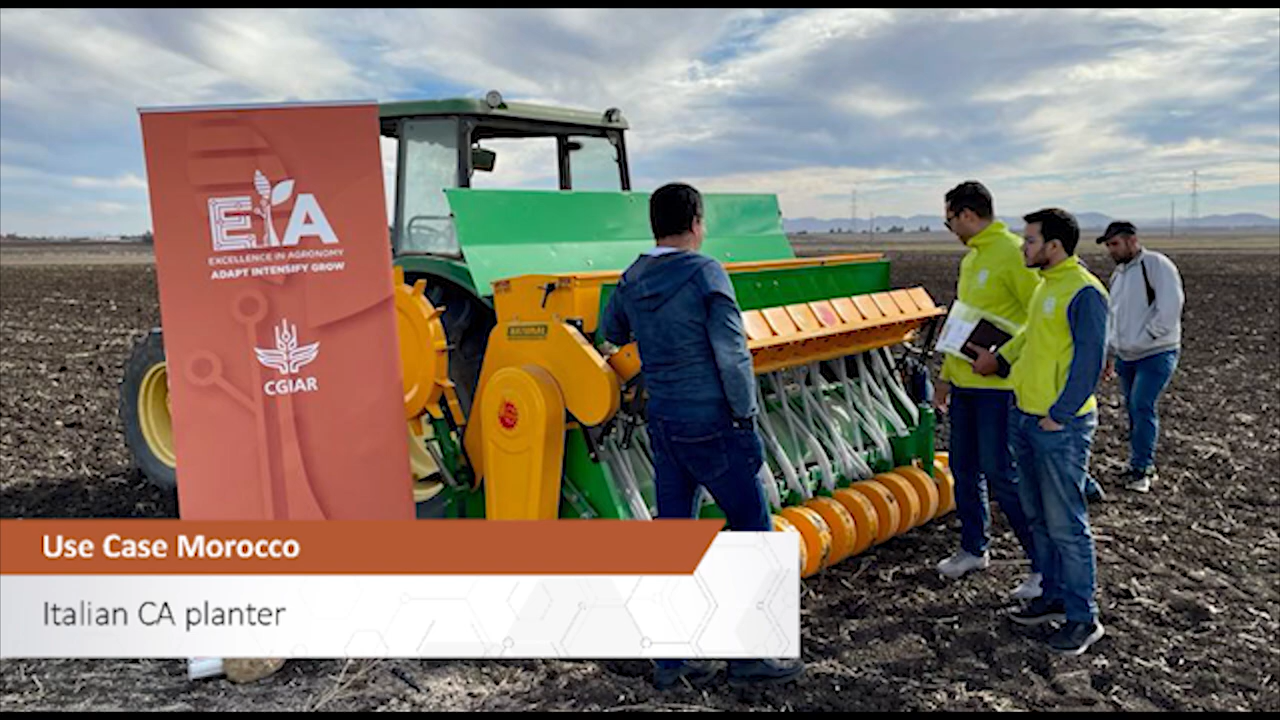 EiA
EXCELLENCE IN AGRONOMY
ADAPT INTENSIFY GROW
CGIAR
Use Case Morocco
Italian CA planter